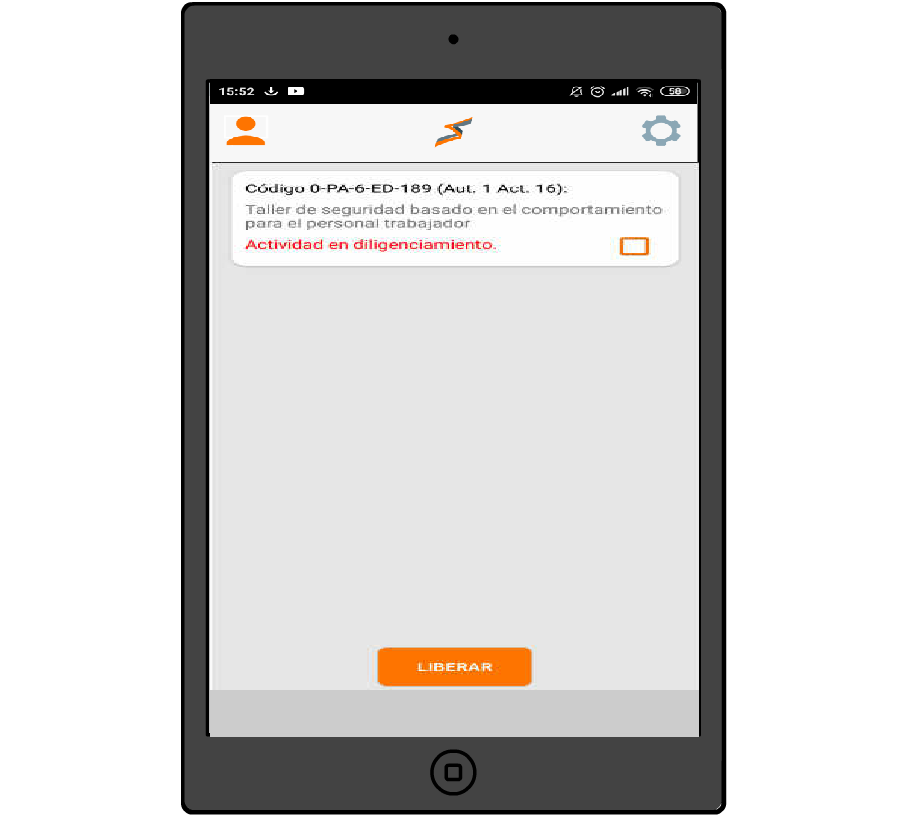 15:52
58
Código 0-PA-6-ED-189 (Aut. 1 Act. 16):
Taller de seguridad basado en el comportamiento
para el personal trabajador
Actividad en diligenciamiento.
LIBERAR